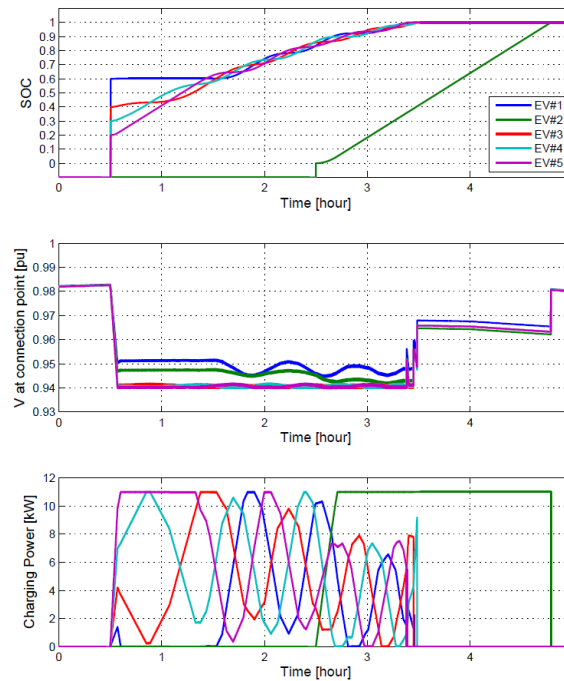 1
0.9
0.8
0.7
0.6
0.5
0.4
0.3
0.2
0.1
0
SOC
EV#1
EV#2
EV#3
EV#4
EV#5
0 1 2 3 4
Time [hour]
1
0.99
0.98
0.97
0.96
0.95
0.94
0.93
V at connection point [pu]
0 1 2 3 4
Time [hour]
12
10
8
6
4
2
0
Charging Power [kW]
0 1 2 3 4
Time [hour]